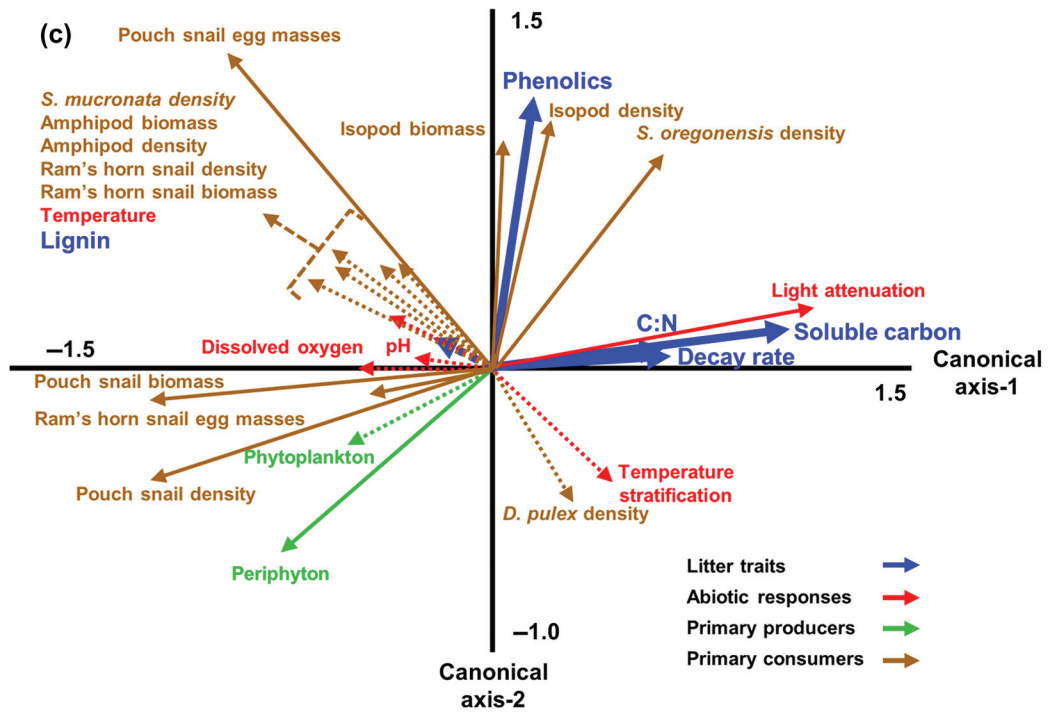 (c)
Pouch snail egg masses
1.5
Phenolics
S. mucronata density
Amphipod biomass
Amphipod density
Ram's horn snail density
Ram's horn snail biomass
Temperature
Lignin
Isopod biomass
Isopod density
S. oregonensis density
Light attenuation
C:N
Soluble carbon
Decay rate
–1.5
Dissolved oxygen
pH
Canonical
axis-1
1.5
Pouch snail biomass
Ram's horn snail egg masses
Phytoplankton
Pouch snail density
Temperature
stratification
D. pulex density
Periphyton
–1.0
Canonical
axis-2
Litter traits
Abiotic responses
Primary producers
Primary consumers